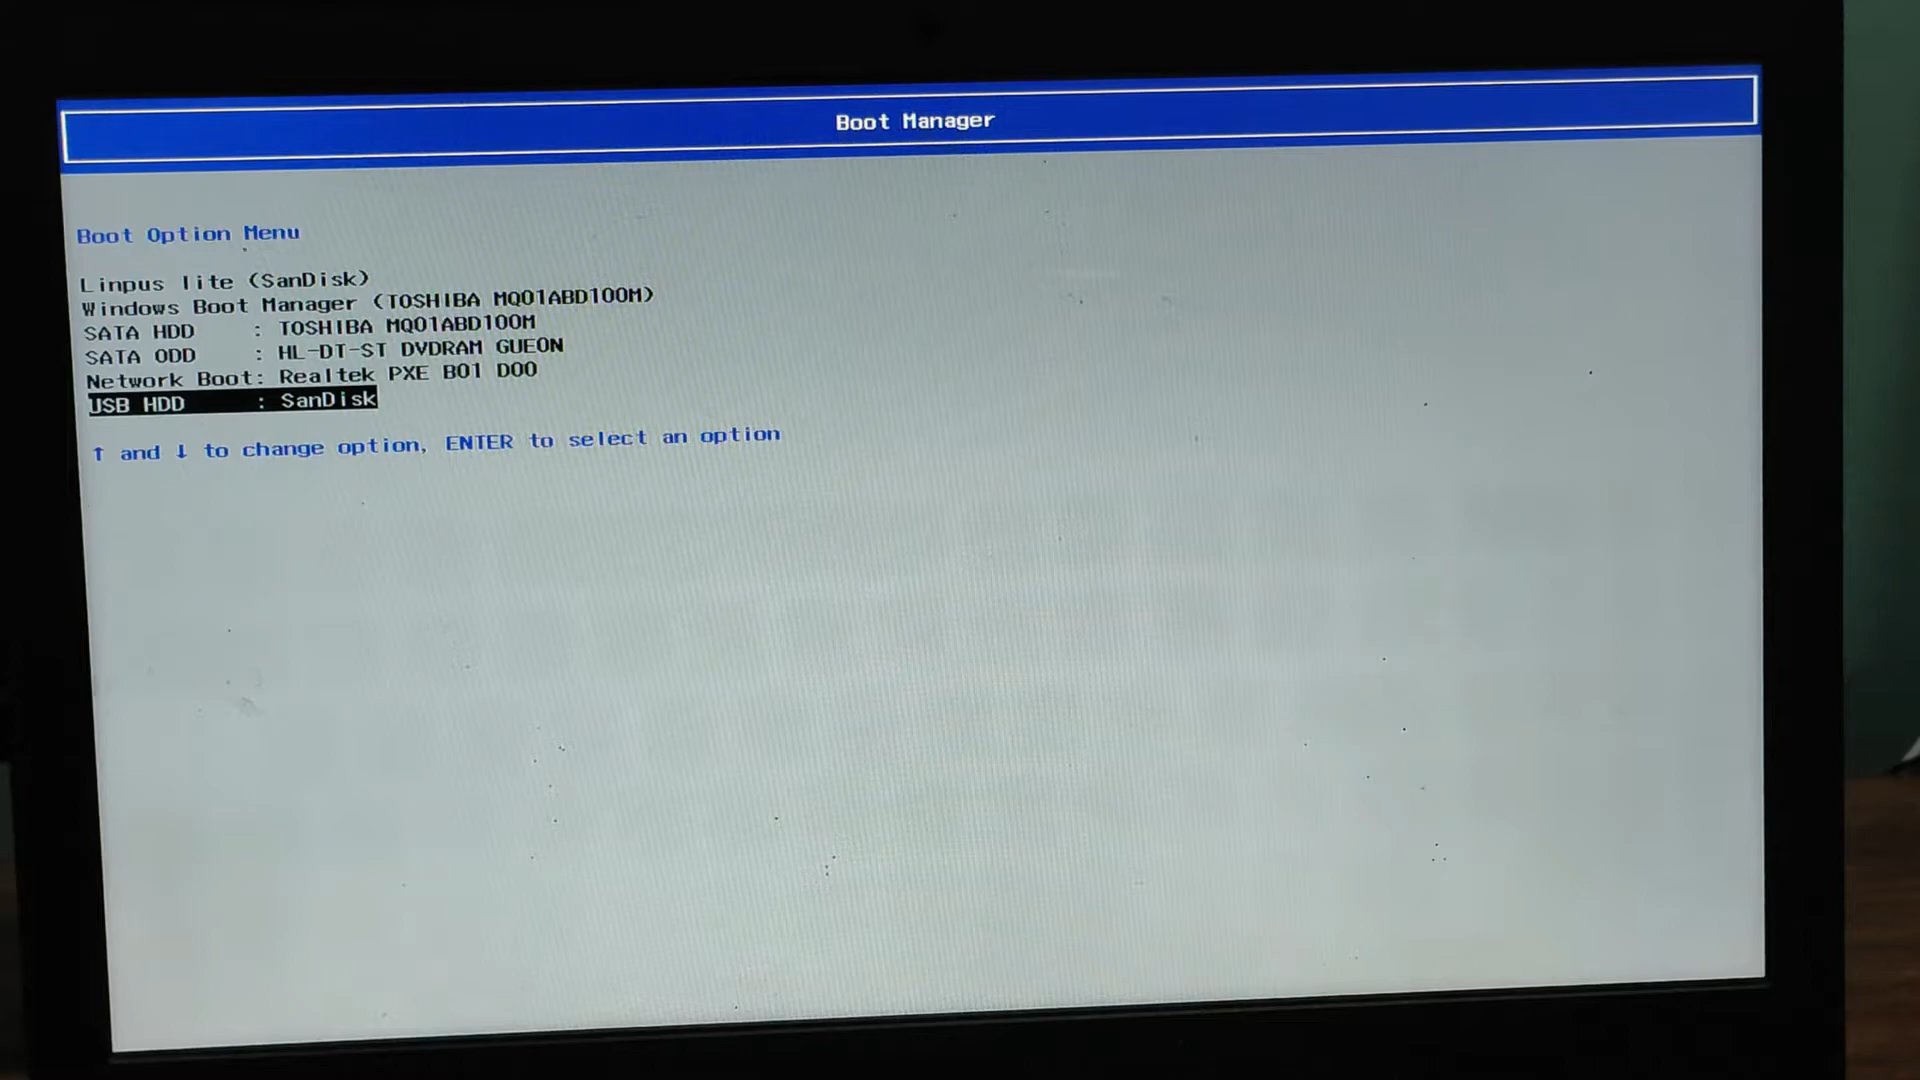 Boot Manager
Boot Option Menu
Linpus lite (SanDisk)
Windows Boot Manager (TOSHIBA MQ01ABD100M)
SATA HDD : TOSHIBA MQ01ABD100M
SATA ODD : HL-DT-ST DVDRAM GUE0N
Network Boot: Realtek PXE B01 D00
USB HDD : SanDisk
↑ and ↓ to change option, ENTER to select an option